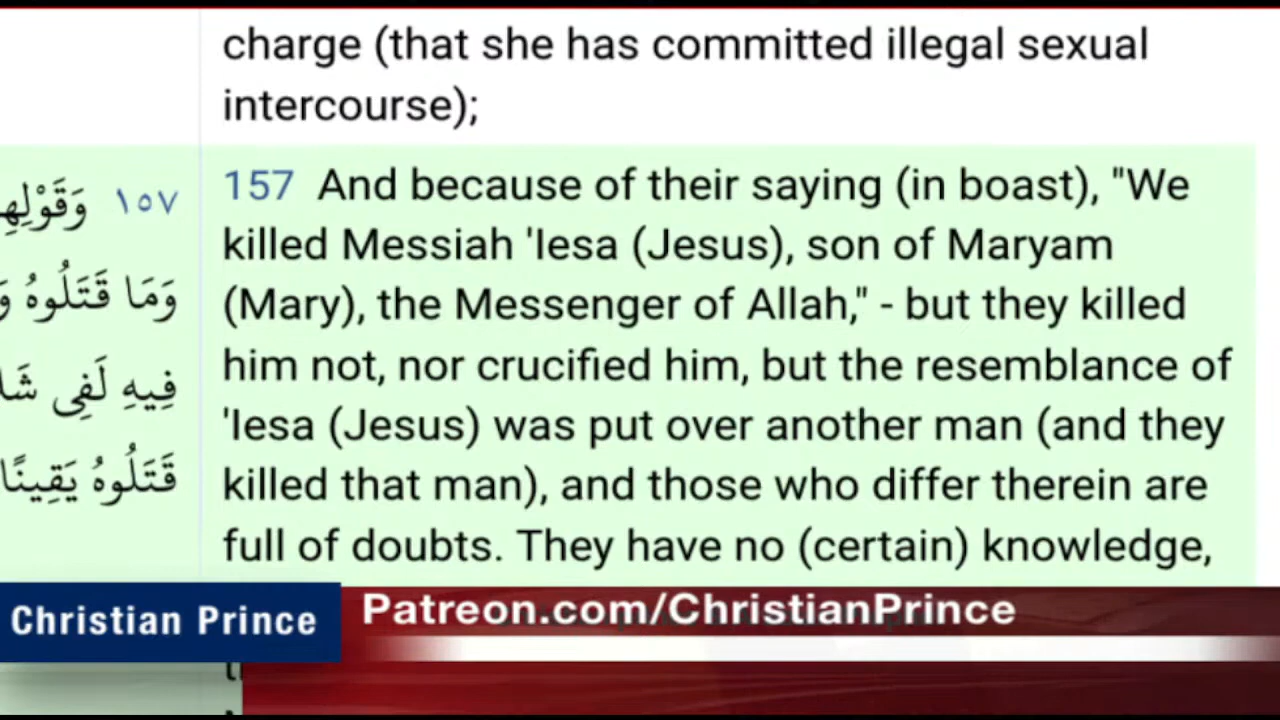 charge (that she has committed illegal sexual
intercourse);
157 And because of their saying (in boast), "We
killed Messiah 'Iesa (Jesus), son of Maryam
(Mary), the Messenger of Allah," - but they killed
him not, nor crucified him, but the resemblance of
'Iesa (Jesus) was put over another man (and they
killed that man), and those who differ therein are
full of doubts. They have no (certain) knowledge,
١٥٧
وَمَا قَتَلُوهُ
فِيهِ لَفِى
قَتَلُوهُ يَقِينًا
Christian Prince
Patreon.com/ChristianPrince